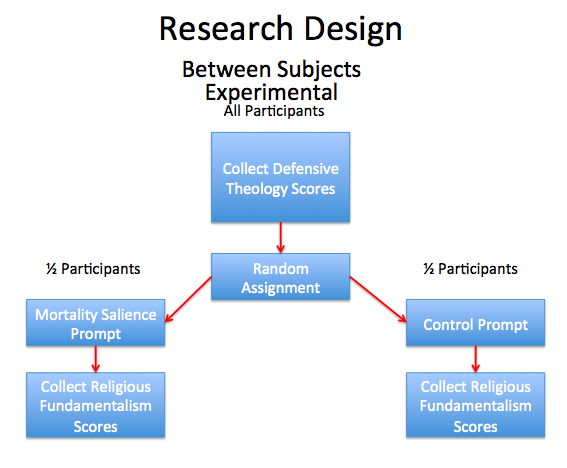 Research Design
Between Subjects
Experimental
All Participants
Collect Defensive
Theology Scores
Random
Assignment
½ Participants
½ Participants
Mortality Salience
Prompt
Control Prompt
Collect Religious
Fundamentalism
Scores
Collect Religious
Fundamentalism
Scores